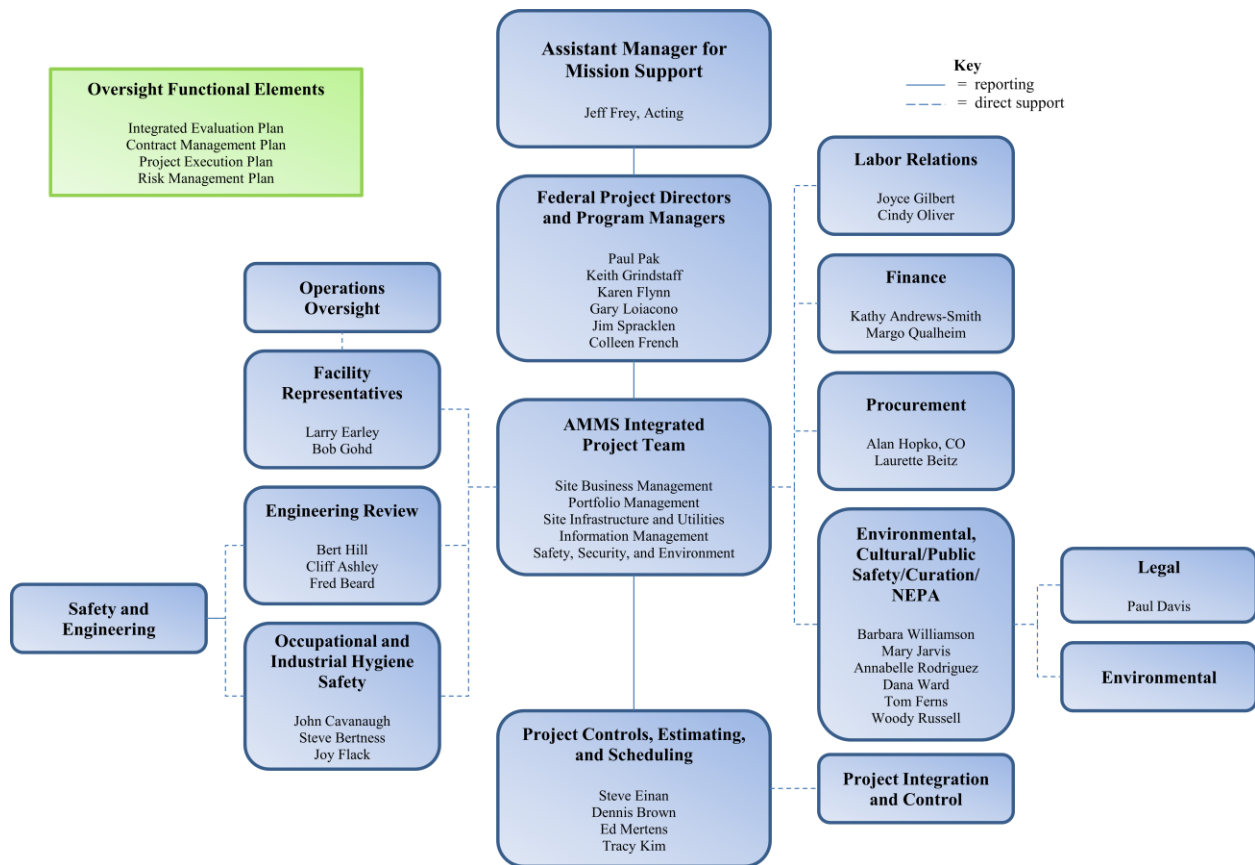 Assistant Manager for
Mission Support
Jeff Frey, Acting
Key
= reporting
= direct support
Oversight Functional Elements
Integrated Evaluation Plan
Contract Management Plan
Project Execution Plan
Risk Management Plan
Federal Project Directors
and Program Managers
Paul Pak
Keith Grindstaff
Karen Flynn
Gary Loiacono
Jim Spracklen
Colleen French
Labor Relations
Joyce Gilbert
Cindy Oliver
Finance
Kathy Andrews-Smith
Margo Qualheim
Operations
Oversight
Facility
Representatives
Larry Earley
Bob Gohd
AMMS Integrated
Project Team
Site Business Management
Portfolio Management
Site Infrastructure and Utilities
Information Management
Safety, Security, and Environment
Procurement
Alan Hopko, CO
Laurette Beitz
Engineering Review
Bert Hill
Cliff Ashley
Fred Beard
Safety and
Engineering
Occupational and
Industrial Hygiene
Safety
John Cavanaugh
Steve Bertness
Joy Flack
Environmental,
Cultural/Public
Safety/Curation/
NEPA
Barbara Williamson
Mary Jarvis
Annabelle Rodriguez
Dana Ward
Tom Ferns
Woody Russell
Legal
Paul Davis
Environmental
Project Controls, Estimating,
and Scheduling
Steve Einan
Dennis Brown
Ed Mertens
Tracy Kim
Project Integration
and Control